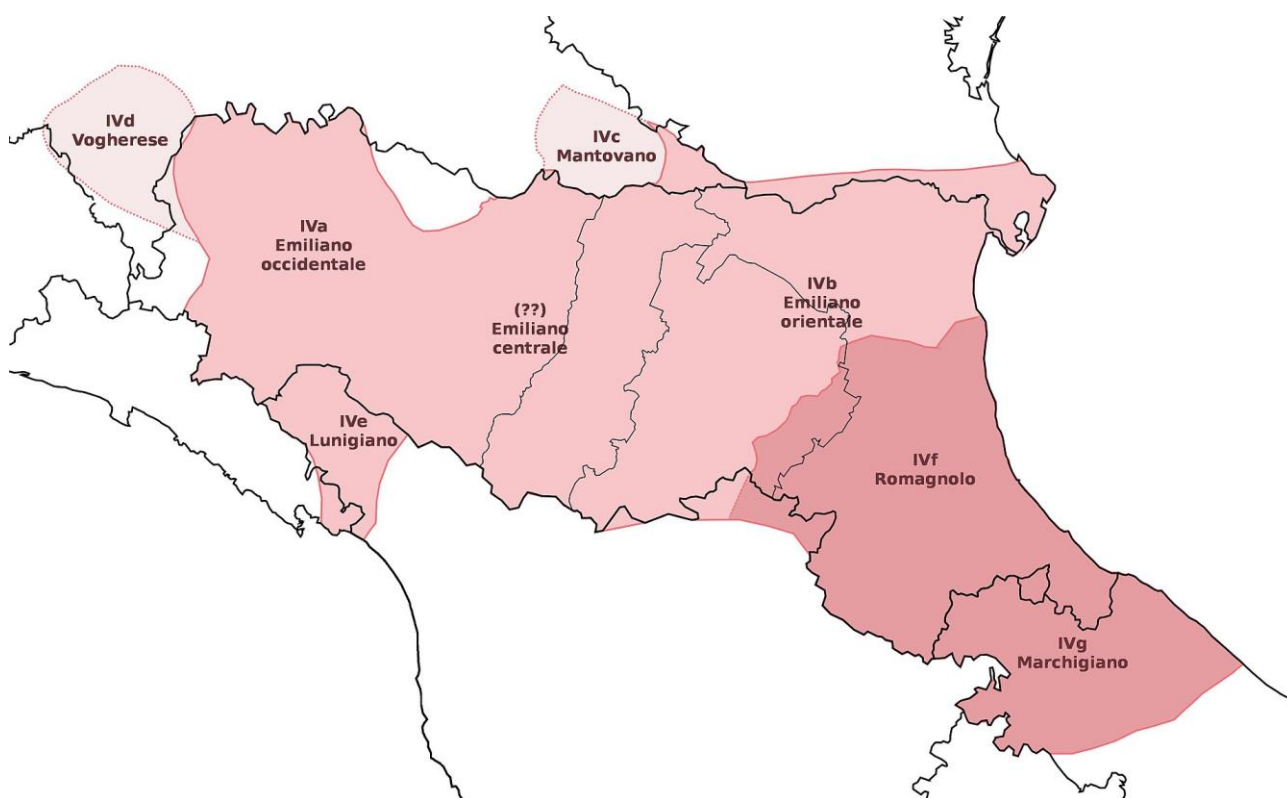 IVd
Vogherese
IVc
Mantovano
IVa
Emiliano
occidentale
(??)
Emiliano
centrale
IVb
Emiliano
orientale
IVe
Lunigiano
IVf
Romagnolo
IVg
Marchigiano